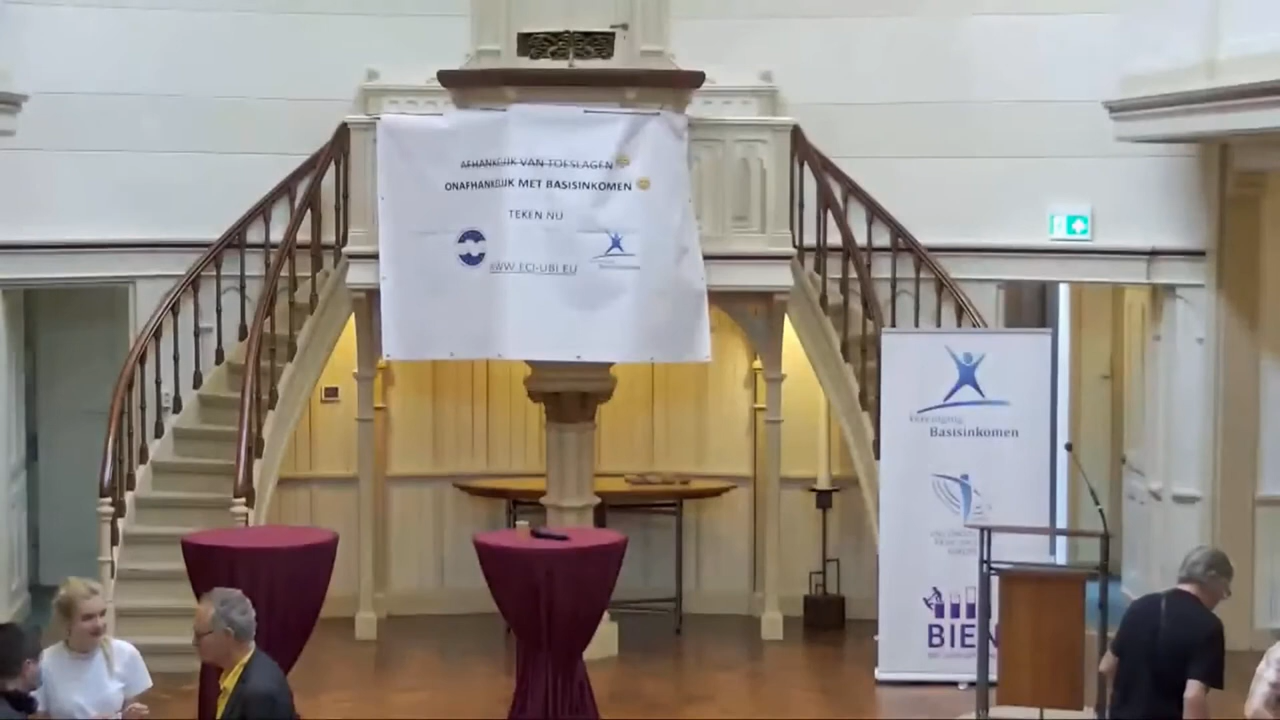 AFHANKELIJK VAN TOESLAGEN
ONAFHANKELIJK MET BASISINKOMEN
TEKEN NU
WWW.ECI-UBI.EU
Vereniging
Basisinkomen
BIEN